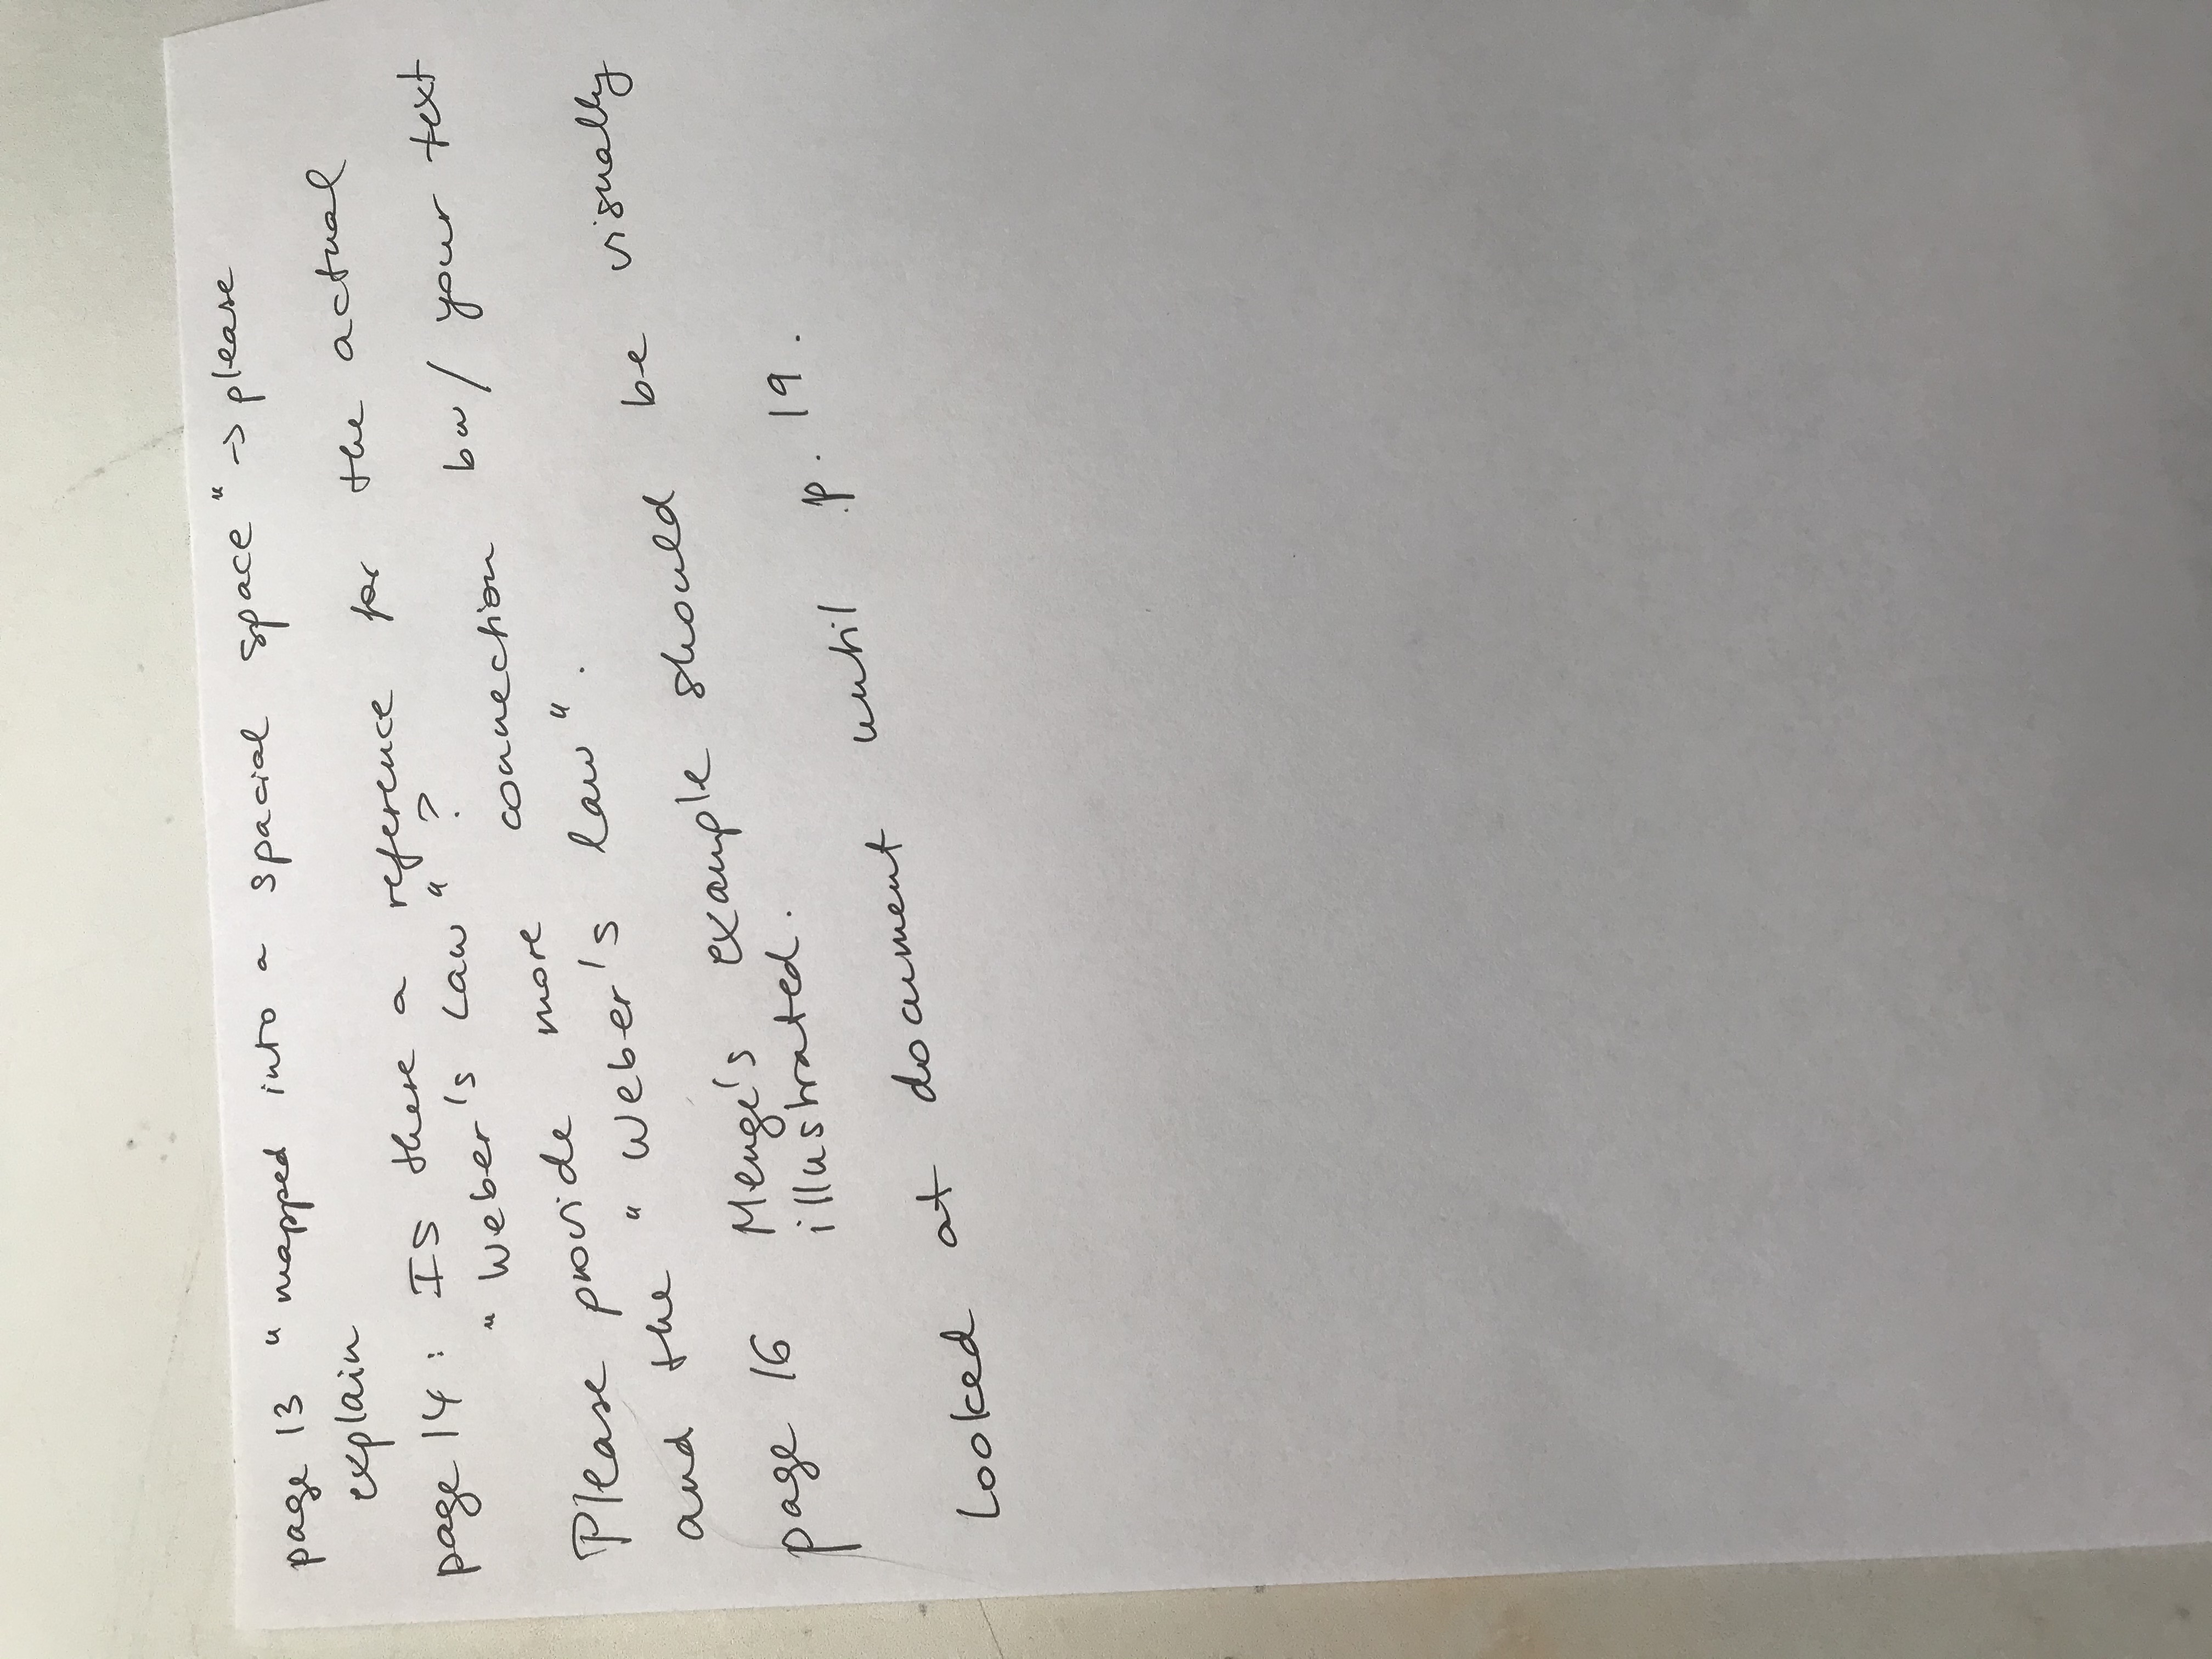 page 13 "mapped into a spacial space" -> please
explain
page 14: Is there a reference for the actual
"Weber's Law"?
Please provide more connection bw/ your text
and the "Weber's law".
page 16 Menge's example should be visually
illustrated.
Looked at document until p. 19.